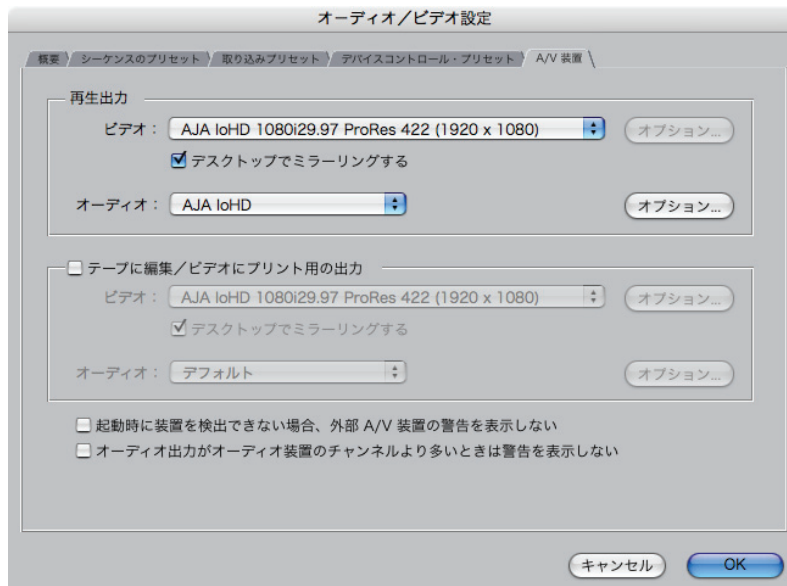 オーディオ／ビデオ設定
概要 シーケンスのプリセット 取り込みプリセット デバイスコントロール・プリセット A/V 装置
再生出力
ビデオ： AJA IoHD 1080i29.97 ProRes 422 (1920 x 1080) オプション...
デスクトップでミラーリングする
オーディオ： AJA IoHD オプション...
テープに編集／ビデオにプリント用の出力
ビデオ： AJA IoHD 1080i29.97 ProRes 422 (1920 x 1080) オプション...
デスクトップでミラーリングする
オーディオ： デフォルト オプション...
起動時に装置を検出できない場合、外部 A/V 装置の警告を表示しない
オーディオ出力がオーディオ装置のチャンネルより多いときは警告を表示しない
キャンセル OK